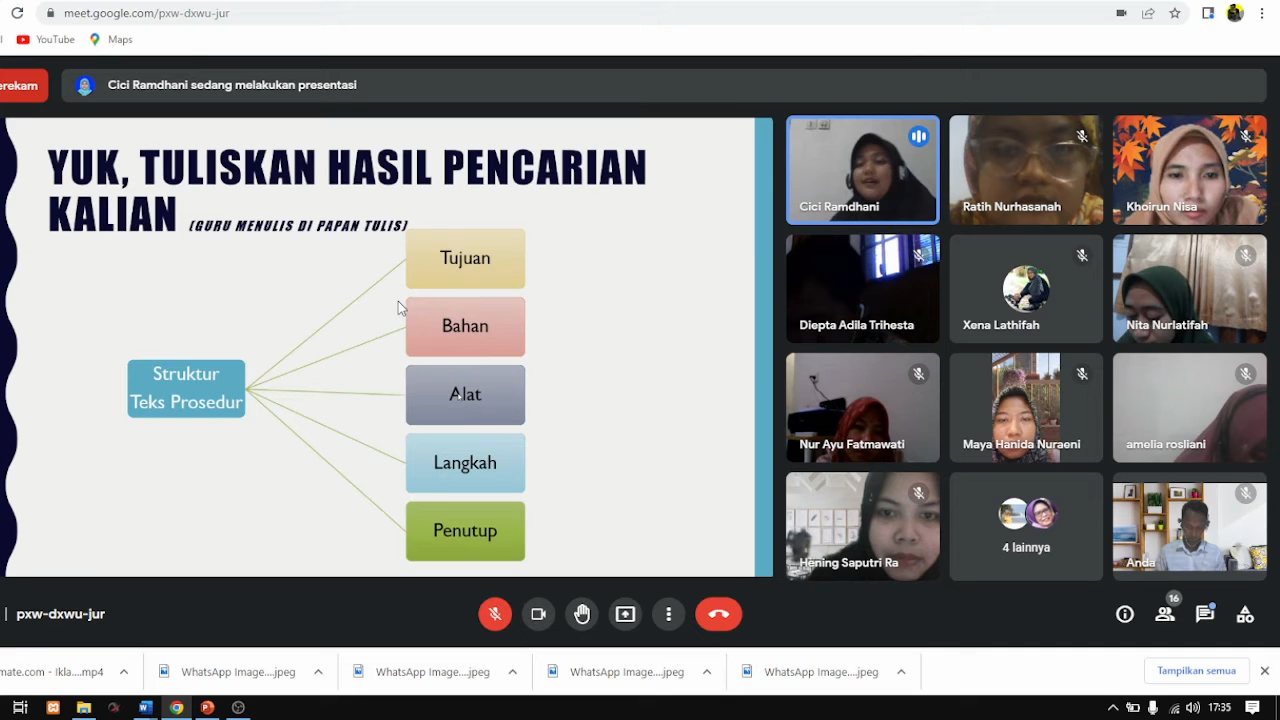 meet.google.com/pxw-dxwu-jur
YouTube
Maps
erekam
Cici Ramdhani sedang melakukan presentasi
YUK, TULISKAN HASIL PENCARIAN
KALIAN (GURU MENULIS DI PAPAN TULIS)
Tujuan
Bahan
Alat
Langkah
Penutup
Struktur
Teks Prosedur
Cici Ramdhani
Ratih Nurhasanah
Khoirun Nisa
Diepta Adila Trihesta
Xena Lathifah
Nita Nurlatifah
Nur Ayu Fatmawati
Maya Hanida Nuraeni
amelia rosliani
Hening Saputri Ra
4 lainnya
Anda
pxw-dxwu-jur
16
mate.com - Ikla....mp4
WhatsApp Image....jpeg
WhatsApp Image....jpeg
WhatsApp Image....jpeg
WhatsApp Image....jpeg
Tampilkan semua
17:35